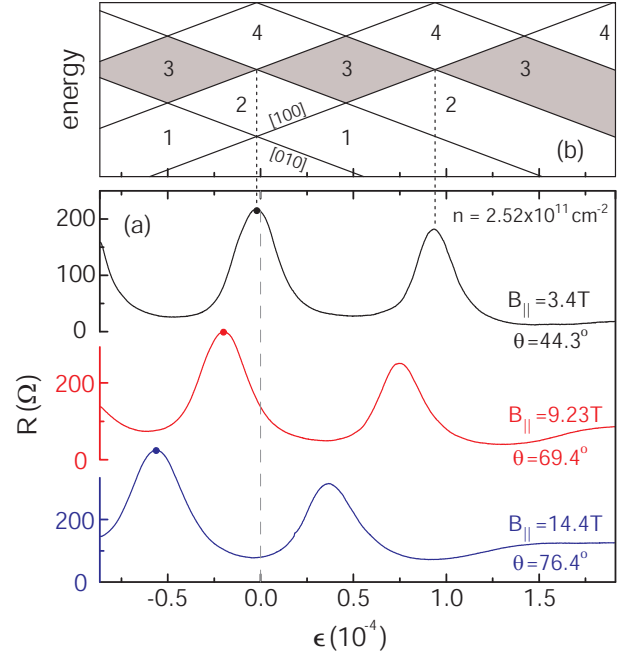 energy
4 4 4
3 3 3
2 2
[100]
1 1
[010]
(b)
(a)
n = 2.52x10¹¹cm⁻²
200
100
0
B|| =3.4T
θ=44.3°
R (Ω)
200
0
B|| =9.23T
θ=69.4°
200
0
B|| =14.4T
θ=76.4°
-0.5 0.0 0.5 1.0 1.5
ϵ (10⁻⁴)